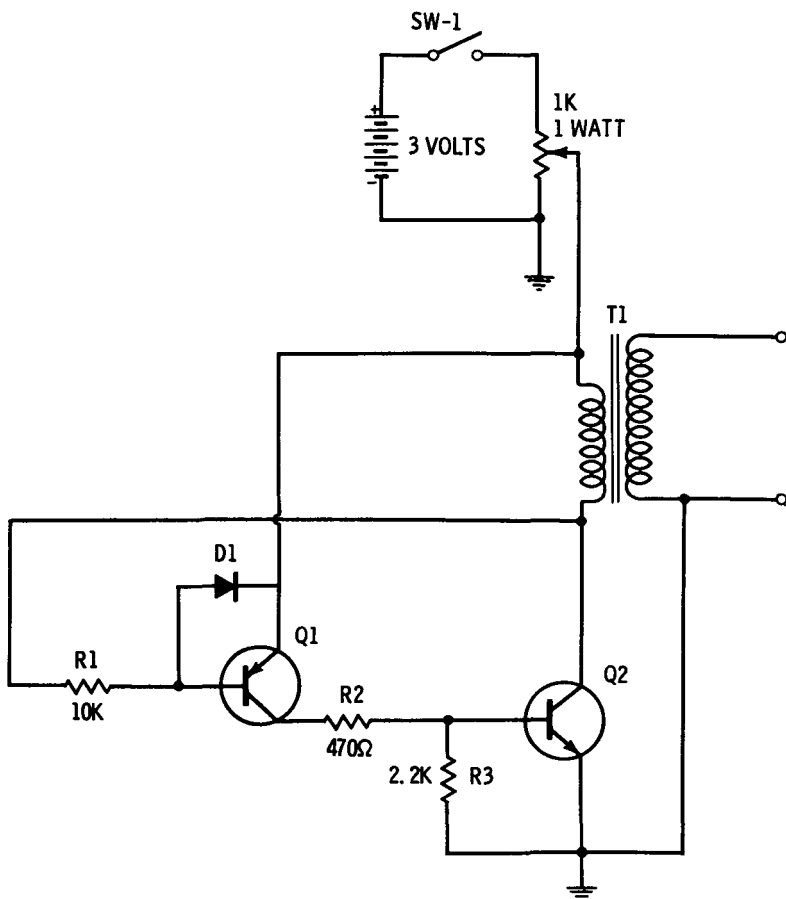 SW-1
1K
1 WATT
+
3 VOLTS
-
T1
D1
Q1
R1
10K
R2
470Ω
Q2
2.2K R3